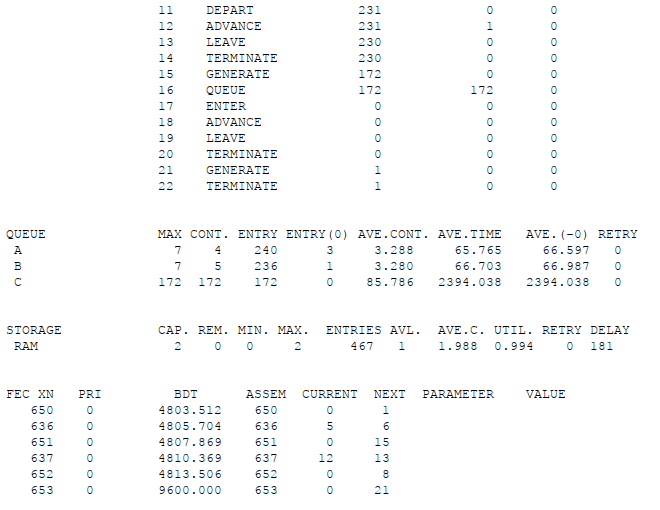 11 DEPART 231 0 0
12 ADVANCE 231 1 0
13 LEAVE 230 0 0
14 TERMINATE 230 0 0
15 GENERATE 172 0 0
16 QUEUE 172 172 0
17 ENTER 0 0 0
18 ADVANCE 0 0 0
19 LEAVE 0 0 0
20 TERMINATE 0 0 0
21 GENERATE 1 0 0
22 TERMINATE 1 0 0
QUEUE MAX CONT. ENTRY ENTRY(0) AVE.CONT. AVE.TIME AVE.(-0) RETRY
A 7 4 240 3 3.288 65.765 66.597 0
B 7 5 236 1 3.280 66.703 66.987 0
C 172 172 172 0 85.786 2394.038 2394.038 0
STORAGE CAP. REM. MIN. MAX. ENTRIES AVL. AVE.C. UTIL. RETRY DELAY
RAM 2 0 0 2 467 1 1.988 0.994 0 181
FEC XN PRI BDT ASSEM CURRENT NEXT PARAMETER VALUE
650 0 4803.512 650 0 1
636 0 4805.704 636 5 6
651 0 4807.869 651 0 15
637 0 4810.369 637 12 13
652 0 4813.506 652 0 8
653 0 9600.000 653 0 21